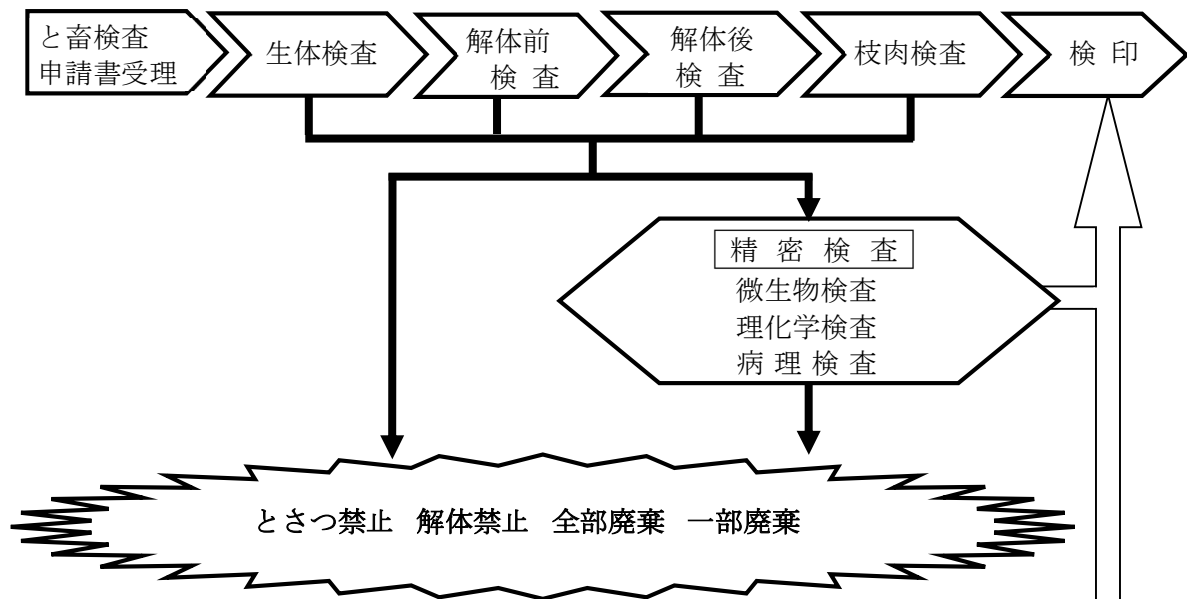 と畜検査
申請書受理
生体検査
解体前
検 査
解体後
検 査
枝肉検査
検 印
精 密 検 査
微生物検査
理化学検査
病 理 検 査
とさつ禁止 解体禁止 全部廃棄 一部廃棄